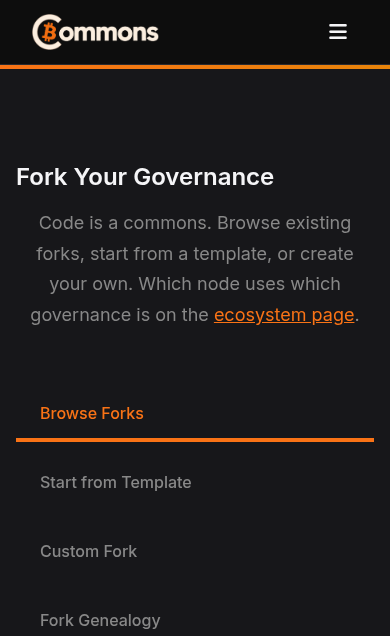 Commons
Fork Your Governance
Code is a commons. Browse existing
forks, start from a template, or create
your own. Which node uses which
governance is on the ecosystem page.
Browse Forks
Start from Template
Custom Fork
Fork Genealogy